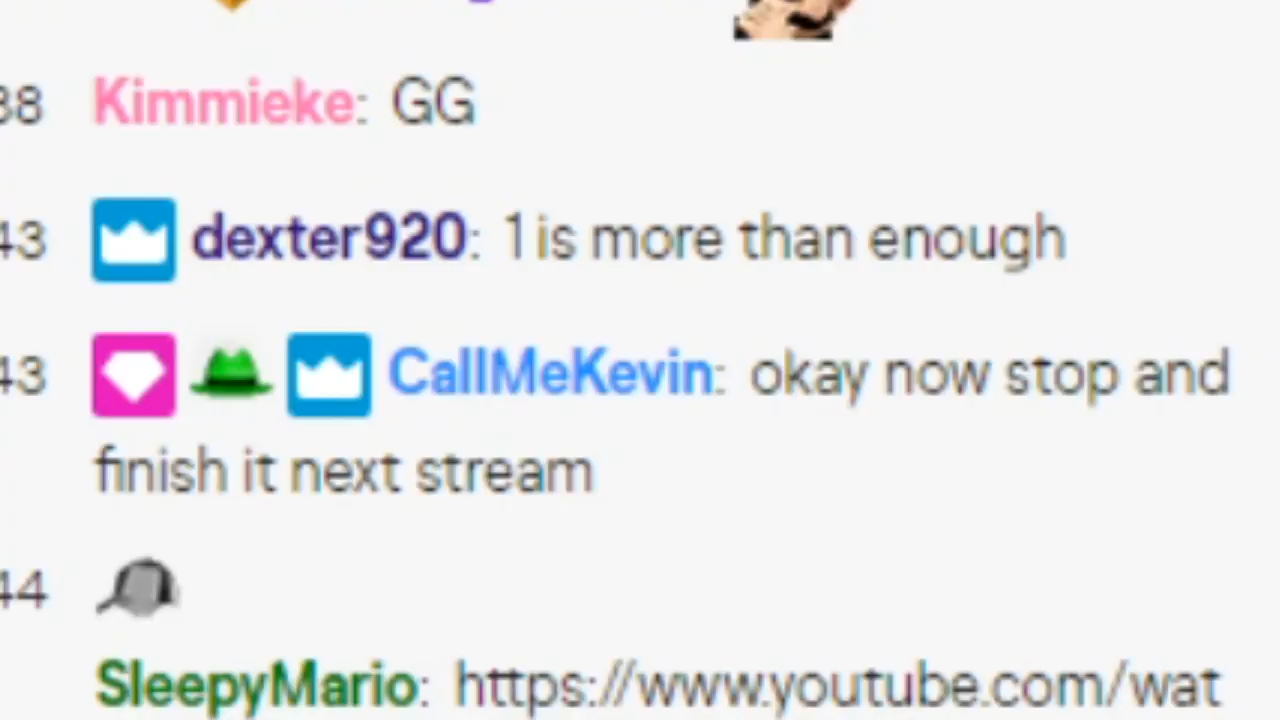 38 Kimmieke: GG
43 dexter920: 1 is more than enough
43 CallMeKevin: okay now stop and
finish it next stream
44
SleepyMario: https://www.youtube.com/wat